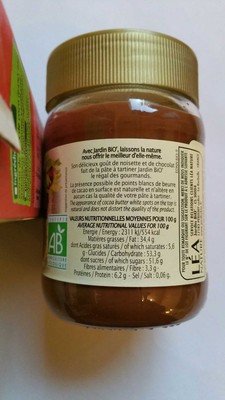 Avec Jardin BiO', laissons la nature
nous offrir le meilleur d'elle-même.
Son délicieux goût de noisette et de chocolat
fait de la pâte à tartiner Jardin BiO'
le régal des gourmands.
La présence possible de points blancs de beurre
de cacao en surface est naturelle et n'altère en
aucun cas la qualité de votre pâte à tartiner.
The appearance of cocoa butter white spots on the top is
natural and does not distort the quality of the product.
VALEURS NUTRITIONNELLES MOYENNES POUR 100 g
AVERAGE NUTRITIONAL VALUES FOR 100 g
Energie / Energy : 2311 kJ/554 kcal
Matières grasses / Fat : 34,4 g
dont Acides gras saturés / of which saturates : 5,6
g - Glucides / Carbohydrate : 53,3 g
dont sucres / of which sugars : 51,6 g
Fibres alimentaires / Fibre : 3,3 g
Protéines / Protein : 6,2 g - Sel / Salt : 0,06 g
AB
LÉA